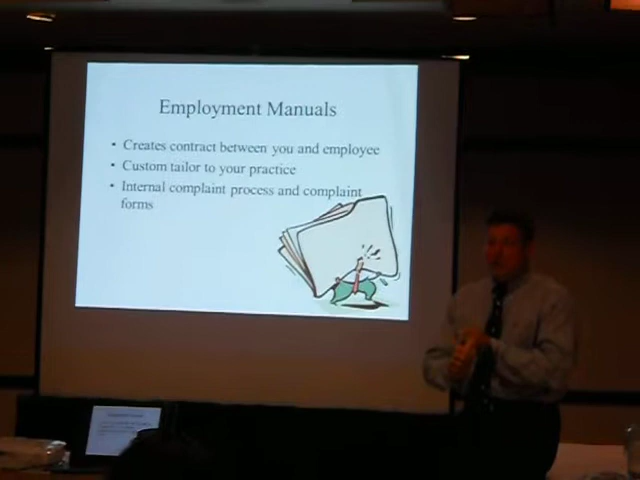 Employment Manuals
• Creates contract between you and employee
• Custom tailor to your practice
• Internal complaint process and complaint
forms